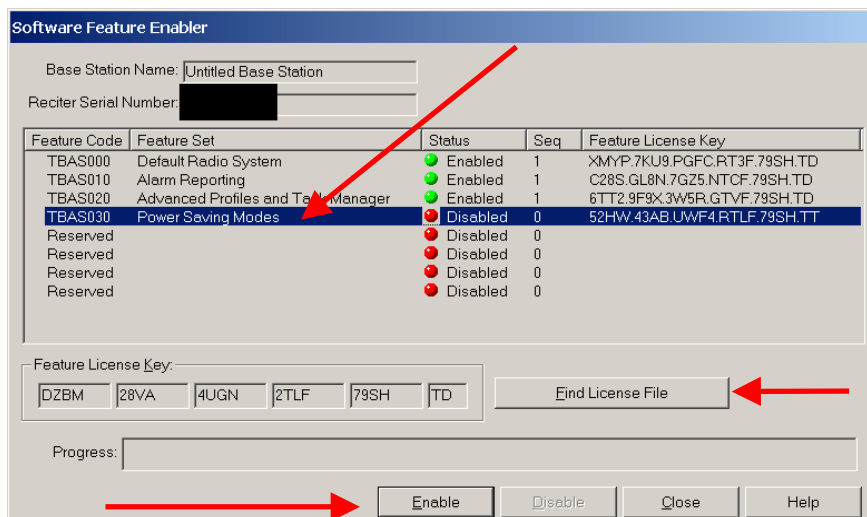 Software Feature Enabler
Base Station Name: Untitled Base Station
Reciter Serial Number:
Feature Code Feature Set Status Seq Feature License Key
TBAS000 Default Radio System Enabled 1 XMYP.7KU9.PGFC.RT3F.79SH.TD
TBAS010 Alarm Reporting Enabled 1 C28S.GL8N.7GZ5.NTCF.79SH.TD
TBAS020 Advanced Profiles and Task Manager Enabled 1 6TT2.9F9X.3W5R.GTVF.79SH.TD
TBAS030 Power Saving Modes Disabled 0 52HW.43AB.UWF4.RTLF.79SH.TT
Reserved Disabled 0
Reserved Disabled 0
Reserved Disabled 0
Reserved Disabled 0
Feature License Key:
DZBM 28VA 4UGN 2TLF 79SH TD Find License File
Progress:
Enable Disable Close Help